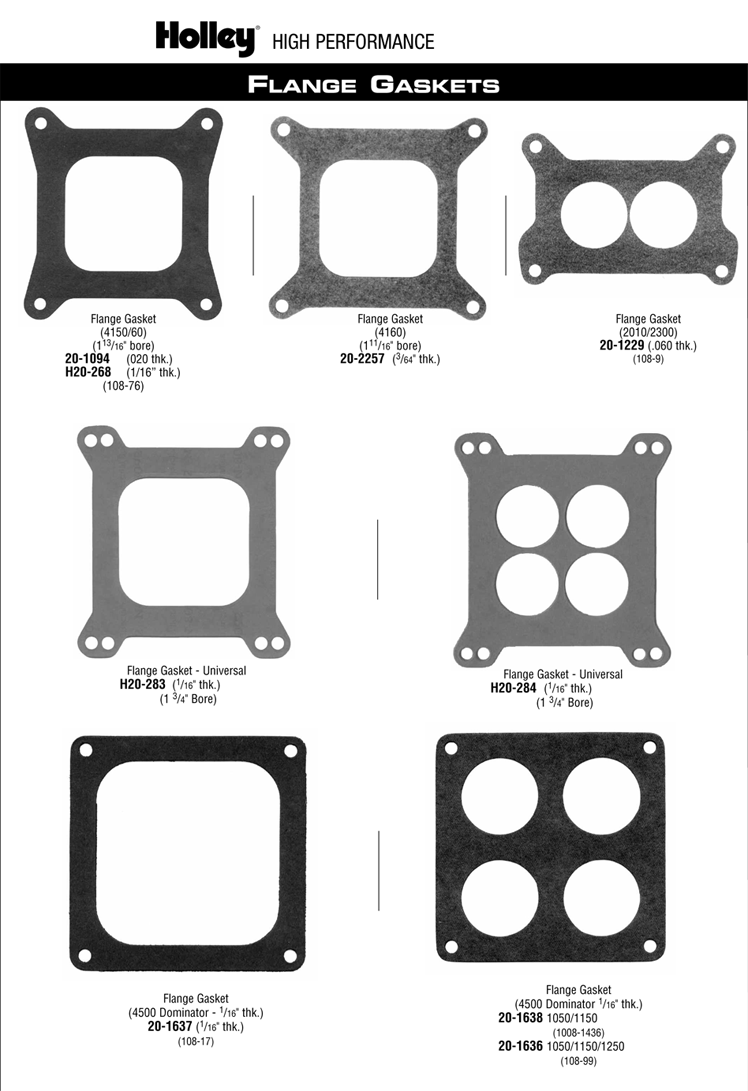 Holley® HIGH PERFORMANCE
FLANGE GASKETS
Flange Gasket
(4150/60)
(1 13/16" bore)
20-1094 (020 thk.)
H20-268 (1/16" thk.)
(108-76)
Flange Gasket
(4160)
(1 11/16" bore)
20-2257 (3/64" thk.)
Flange Gasket
(2010/2300)
20-1229 (.060 thk.)
(108-9)
Flange Gasket - Universal
H20-283 (1/16" thk.)
(1 3/4" Bore)
Flange Gasket - Universal
H20-284 (1/16" thk.)
(1 3/4" Bore)
Flange Gasket
(4500 Dominator - 1/16" thk.)
20-1637 (1/16" thk.)
(108-17)
Flange Gasket
(4500 Dominator 1/16" thk.)
20-1638 1050/1150
(1008-1436)
20-1636 1050/1150/1250
(108-99)